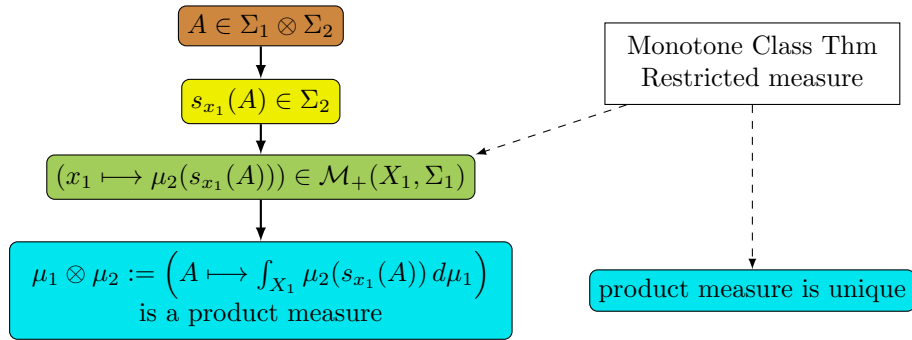 A ∈ Σ₁ ⊗ Σ₂
Monotone Class Thm
Restricted measure
s_{x₁}(A) ∈ Σ₂
(x₁ ⟼ μ₂(s_{x₁}(A))) ∈ ℳ₊(X₁, Σ₁)
μ₁ ⊗ μ₂ := (A ⟼ ∫_{X₁} μ₂(s_{x₁}(A)) dμ₁)
is a product measure
product measure is unique